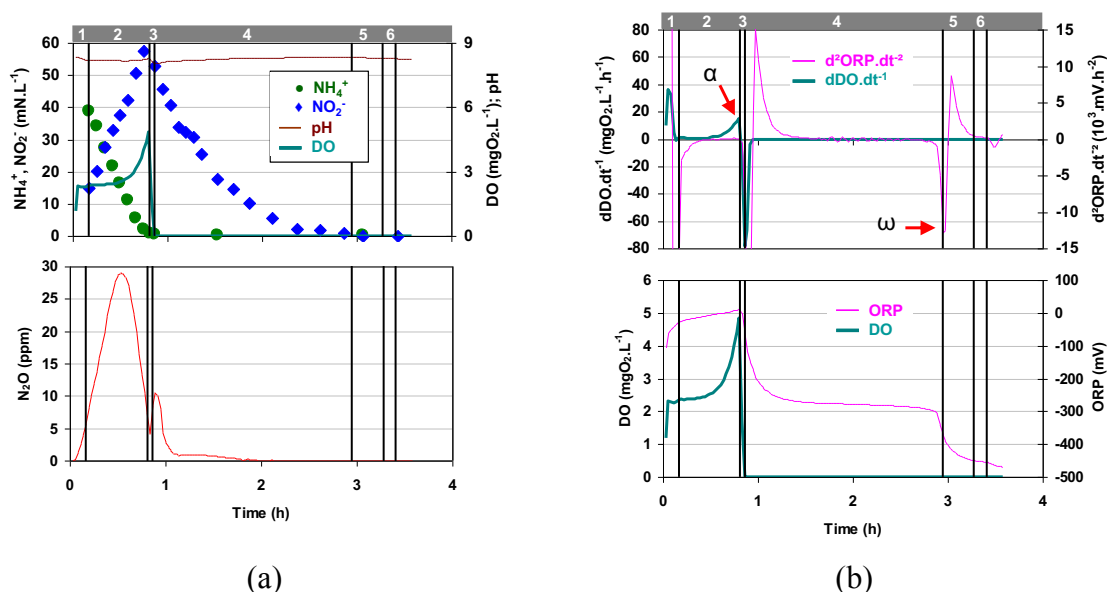 1 2 3 4 5 6
60
50
40
30
20
10
0
NH₄⁺, NO₂⁻ (mN.L⁻¹)
9
6
3
0
DO (mgO₂.L⁻¹); pH
NH₄⁺
NO₂⁻
pH
DO
30
25
20
15
10
5
0
N₂O (ppm)
0 1 2 3 4
Time (h)
(a)
1 2 3 4 5 6
80
60
40
20
0
-20
-40
-60
-80
dDO.dt⁻¹ (mgO₂.L⁻¹.h⁻¹)
15
10
5
0
-5
-10
-15
d²ORP.dt⁻² (10³.mV.h⁻²)
d²ORP.dt⁻²
dDO.dt⁻¹
α
ω
6
5
4
3
2
1
0
DO (mgO₂.L⁻¹)
100
0
-100
-200
-300
-400
-500
ORP (mV)
ORP
DO
0 1 2 3 4
Time (h)
(b)